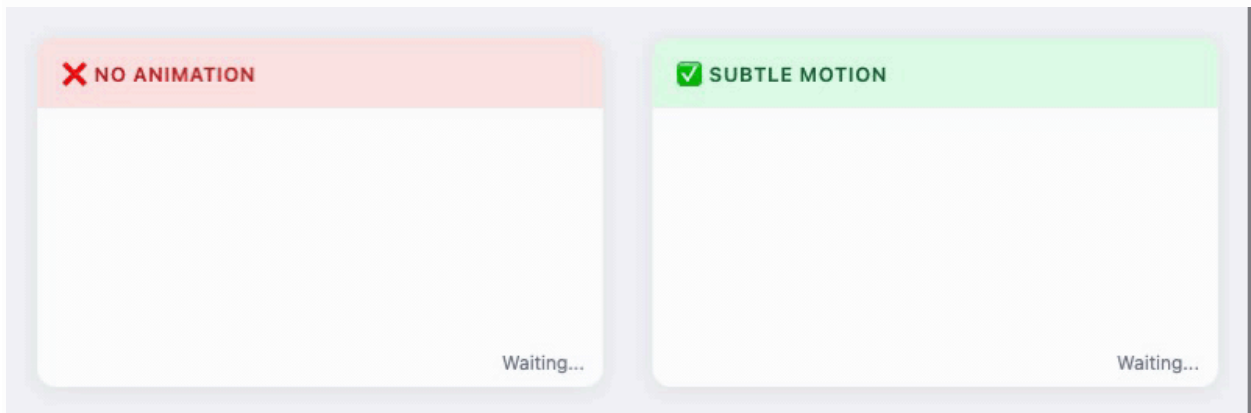 ❌ NO ANIMATION
✅ SUBTLE MOTION
Waiting...
Waiting...